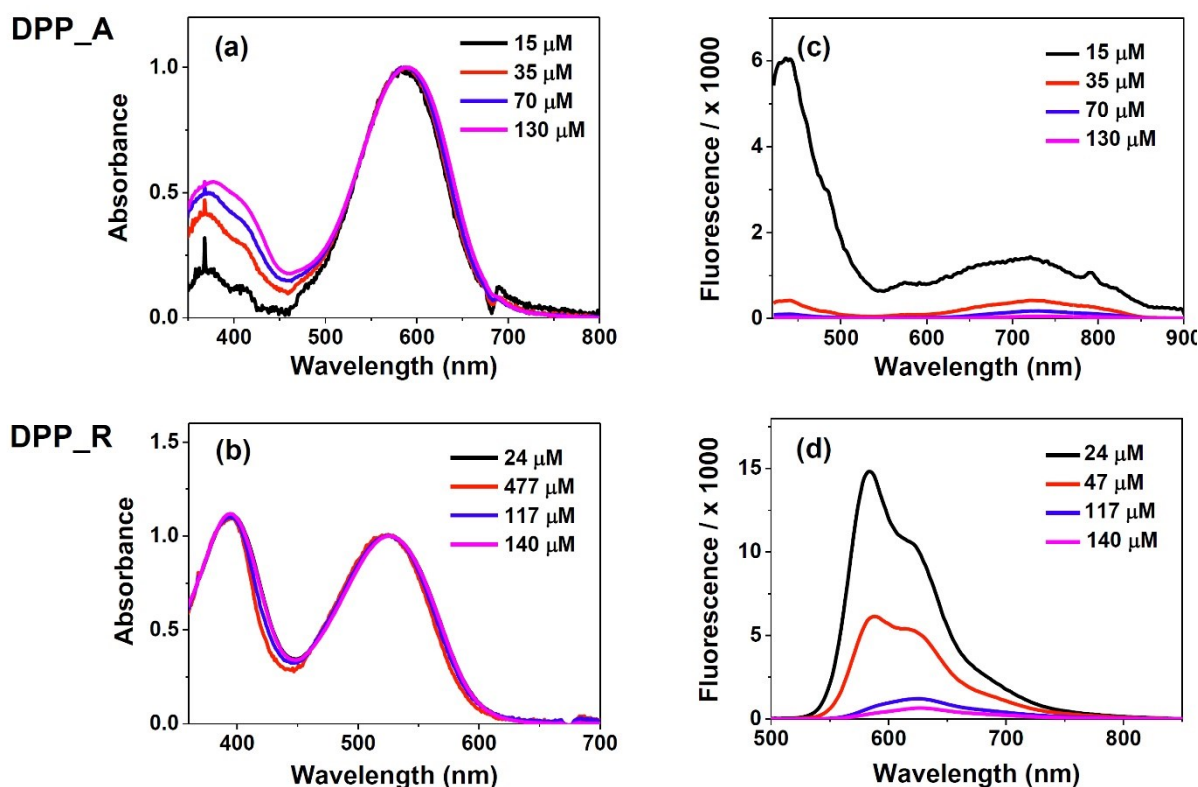 DPP_A
(a)
15 μM
35 μM
70 μM
130 μM
1.0
0.5
0.0
Absorbance
400 500 600 700 800
Wavelength (nm)
(c)
15 μM
35 μM
70 μM
130 μM
6
4
2
0
Fluorescence / x 1000
500 600 700 800 900
Wavelength (nm)
DPP_R
(b)
24 μM
477 μM
117 μM
140 μM
1.5
1.0
0.5
0.0
Absorbance
400 500 600 700
Wavelength (nm)
(d)
24 μM
47 μM
117 μM
140 μM
15
10
5
0
Fluorescence / x 1000
500 600 700 800
Wavelength (nm)